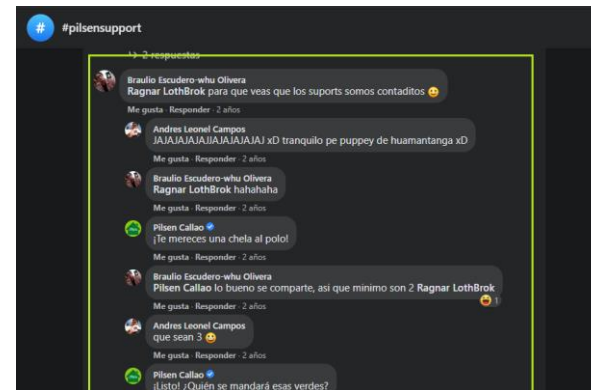 #
#pilsensupport
2 respuestas
Braulio Escudero-whu Olivera
Ragnar LothBrok para que veas que los suports somos contaditos 😄
Me gusta · Responder · 2 años
Andres Leonel Campos
JAJAJAJAJAJJAJAJAJAJAJ xD tranquilo pe puppey de huamantanga xD
Me gusta · Responder · 2 años
Braulio Escudero-whu Olivera
Ragnar LothBrok hahahaha
Me gusta · Responder · 2 años
Pilsen Callao
¡Te mereces una chela al polo!
Me gusta · Responder · 2 años
Braulio Escudero-whu Olivera
Pilsen Callao lo bueno se comparte, asi que minimo son 2 Ragnar LothBrok
1
Me gusta · Responder · 2 años
Andres Leonel Campos
que sean 3 😄
Me gusta · Responder · 2 años
Pilsen Callao
¡Listo! ¿Quién se mandará esas verdes?